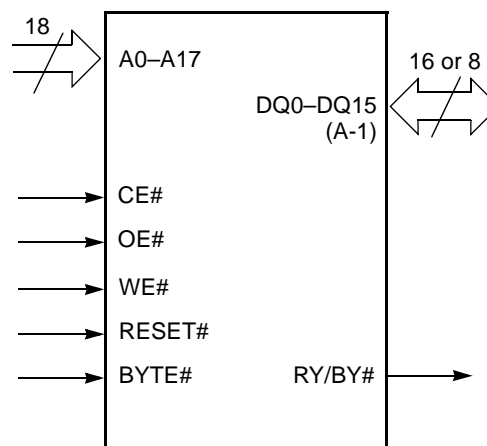 18
A0–A17
16 or 8
DQ0–DQ15
(A-1)
CE#
OE#
WE#
RESET#
BYTE#
RY/BY#